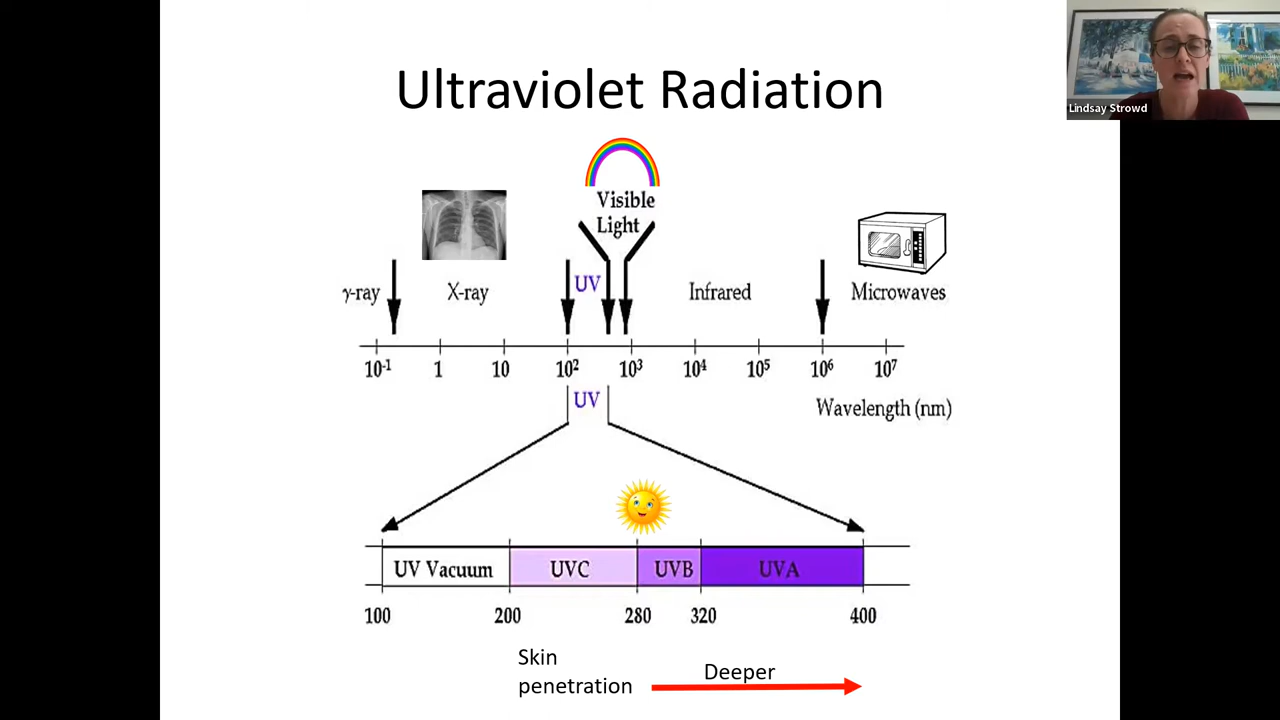 Ultraviolet Radiation
Lindsay Strowd
Visible
Light
γ-ray
X-ray
UV
Infrared
Microwaves
10-1 1 10 10² 10³ 10⁴ 10⁵ 10⁶ 10⁷
UV
Wavelength (nm)
UV Vacuum UVC UVB UVA
100 200 280 320 400
Skin
penetration
Deeper